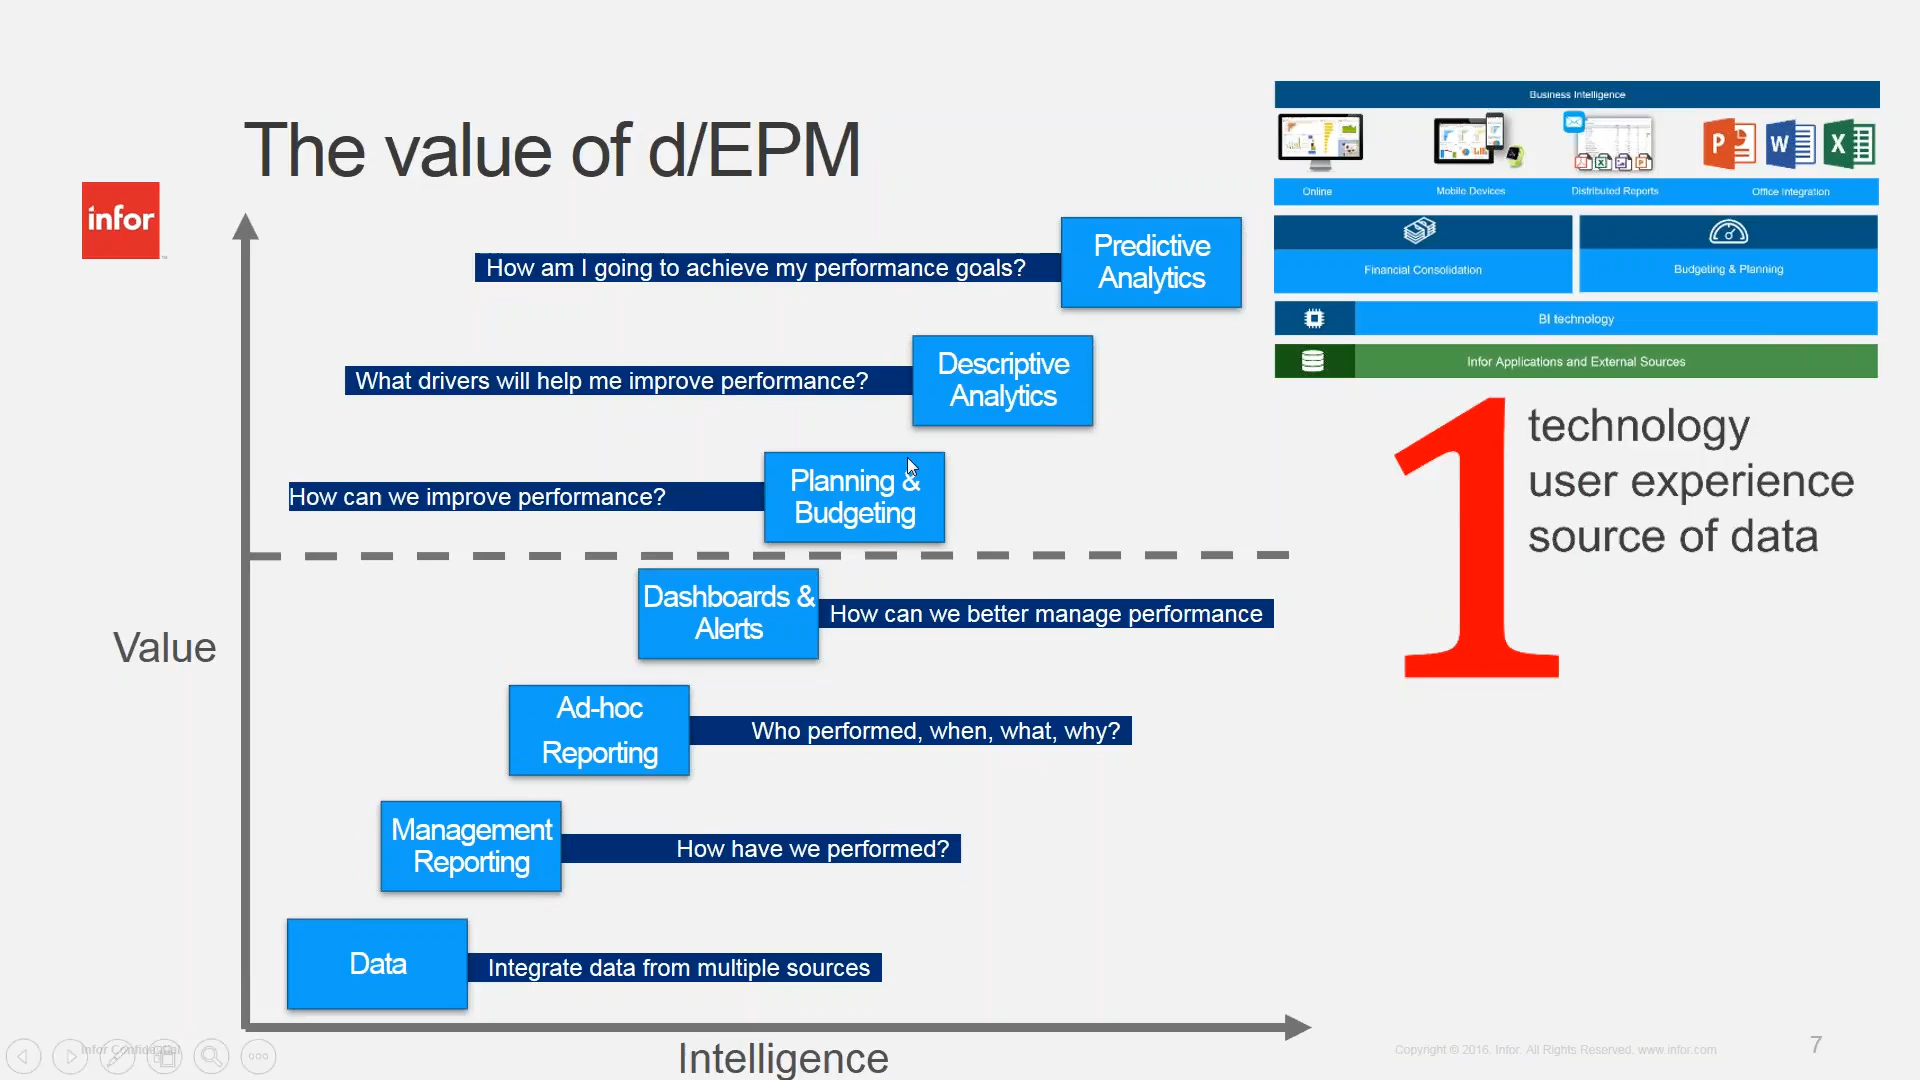 The value of d/EPM
infor
Predictive
Analytics
How am I going to achieve my performance goals?
Descriptive
Analytics
What drivers will help me improve performance?
Planning &
Budgeting
How can we improve performance?
Dashboards &
Alerts
How can we better manage performance
Ad-hoc
Reporting
Who performed, when, what, why?
Management
Reporting
How have we performed?
Data
Integrate data from multiple sources
Value
Intelligence
Business Intelligence
P
W
X
Online
Mobile Devices
Distributed Reports
Office Integration
Financial Consolidation
Budgeting & Planning
BI technology
Infor Applications and External Sources
1
technology
user experience
source of data
Infor Confidential
Copyright © 2016. Infor. All Rights Reserved. www.infor.com
7